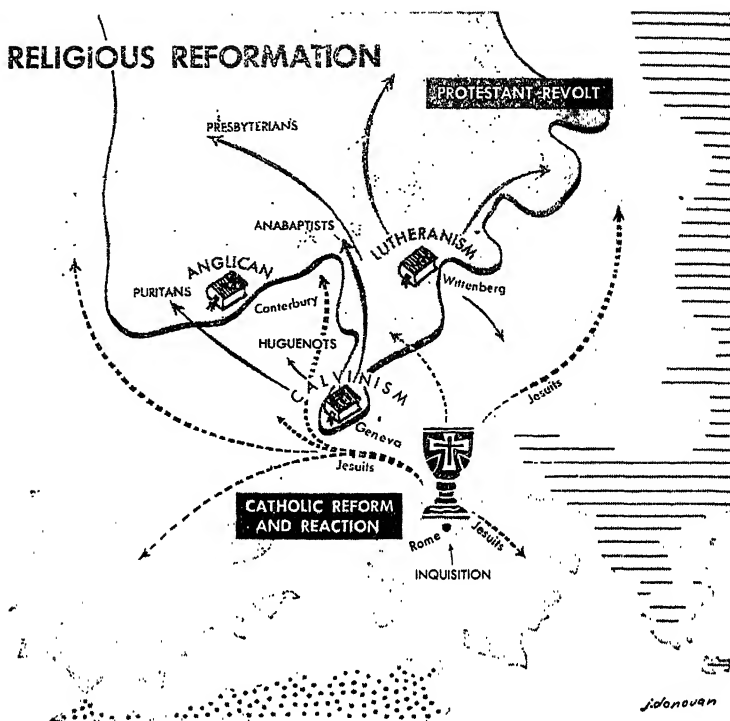 RELIGIOUS REFORMATION
PROTESTANT REVOLT
PRESBYTERIANS
ANABAPTISTS
LUTHERANISM
ANGLICAN
Wittenberg
PURITANS
Canterbury
HUGUENOTS
CALVINISM
Geneva
Jesuits
Jesuits
CATHOLIC REFORM
AND REACTION
Rome
Jesuits
INQUISITION
j.donovan